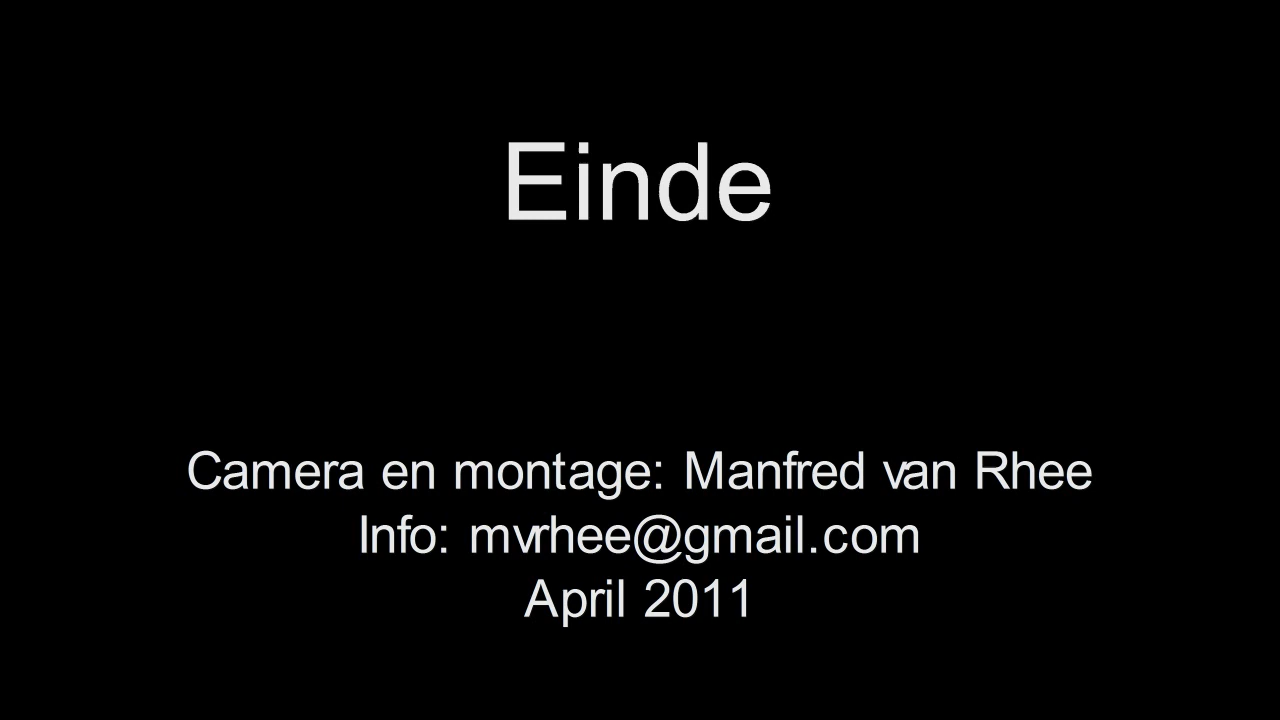 Einde
Camera en montage: Manfred van Rhee
Info: mvrhee@gmail.com
April 2011